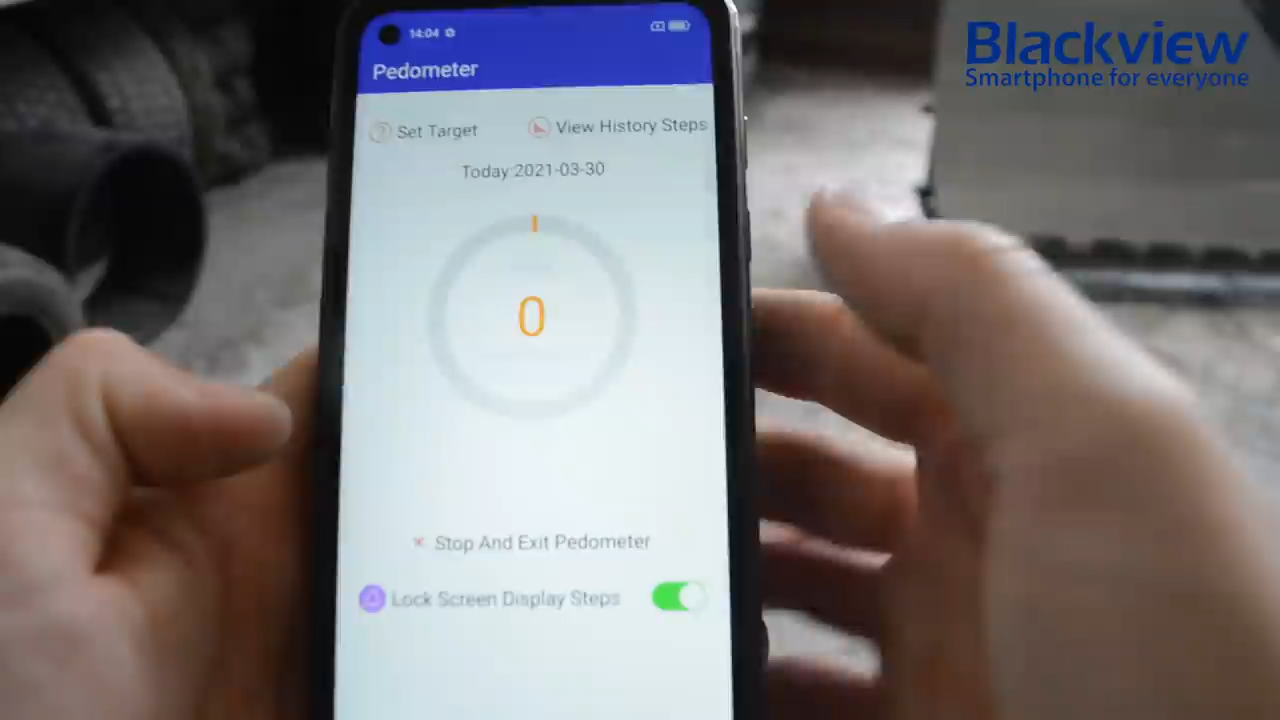 Blackview
Smartphone for everyone
14:04
Pedometer
Set Target
View History Steps
Today:2021-03-30
0
Stop And Exit Pedometer
Lock Screen Display Steps